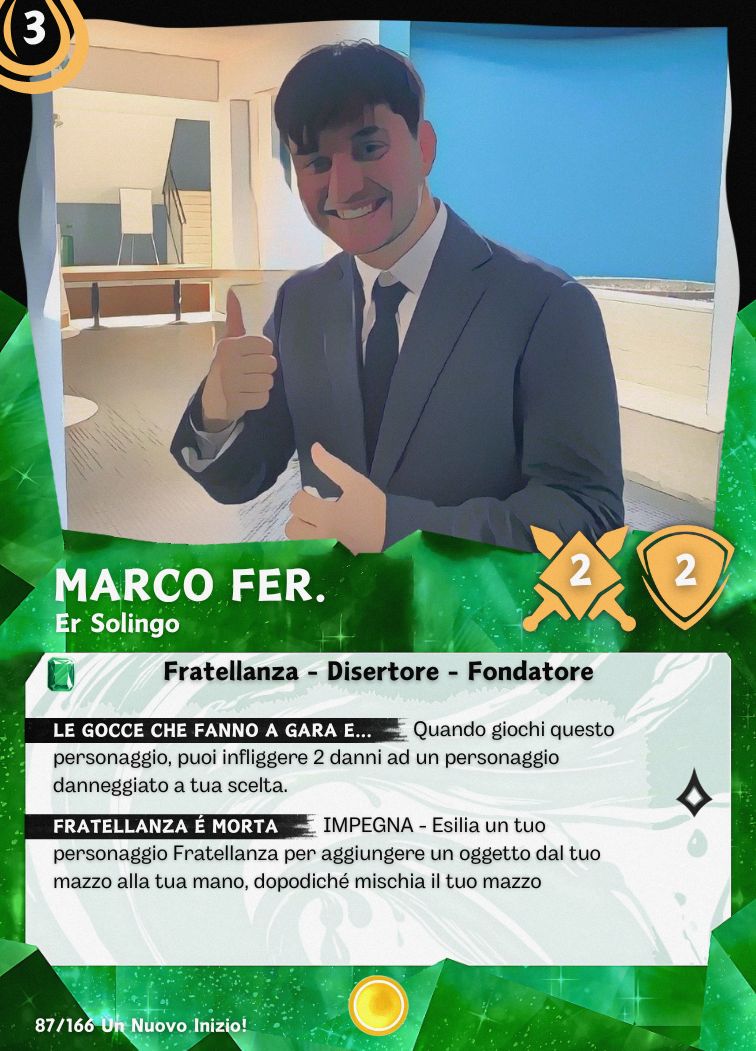 3
MARCO FER.
Er Solingo
2
2
Fratellanza - Disertore - Fondatore
LE GOCCE CHE FANNO A GARA E... Quando giochi questo
personaggio, puoi infliggere 2 danni ad un personaggio
danneggiato a tua scelta.
FRATELLANZA É MORTA IMPEGNA - Esilia un tuo
personaggio Fratellanza per aggiungere un oggetto dal tuo
mazzo alla tua mano, dopodiché mischia il tuo mazzo
87/166 Un Nuovo Inizio!